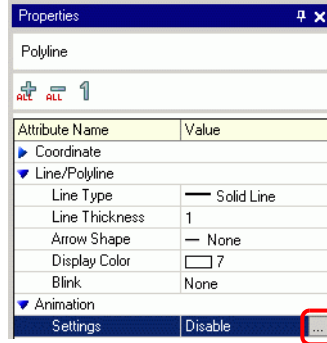 Properties
Polyline
ALL ALL 1
Attribute Name Value
Coordinate
Line/Polyline
Line Type Solid Line
Line Thickness 1
Arrow Shape None
Display Color 7
Blink None
Animation
Settings Disable ...